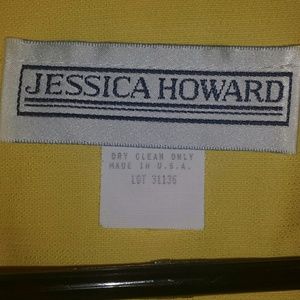 JESSICA HOWARD
DRY CLEAN ONLY
MADE IN U.S.A.
LOT 31136